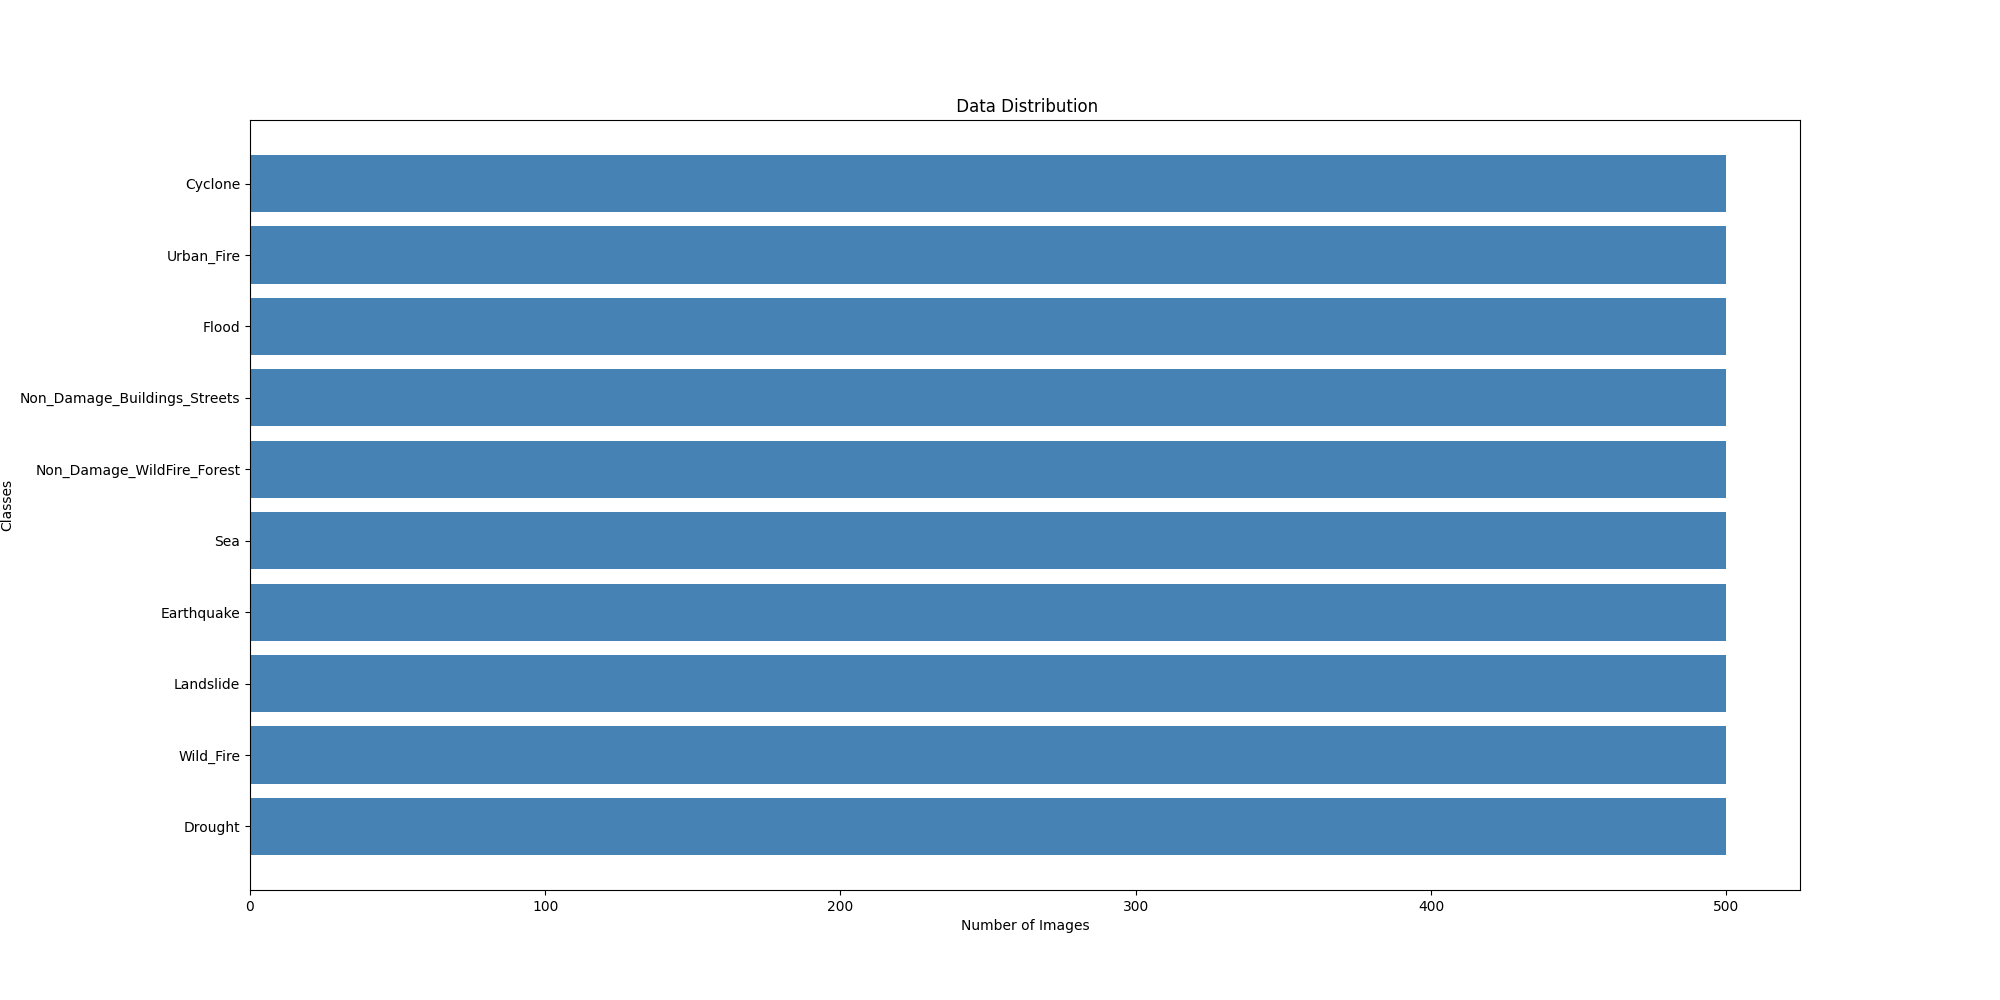 Data Distribution
Cyclone
Urban_Fire
Flood
Non_Damage_Buildings_Streets
Non_Damage_WildFire_Forest
Classes
Sea
Earthquake
Landslide
Wild_Fire
Drought
0 100 200 300 400 500
Number of Images